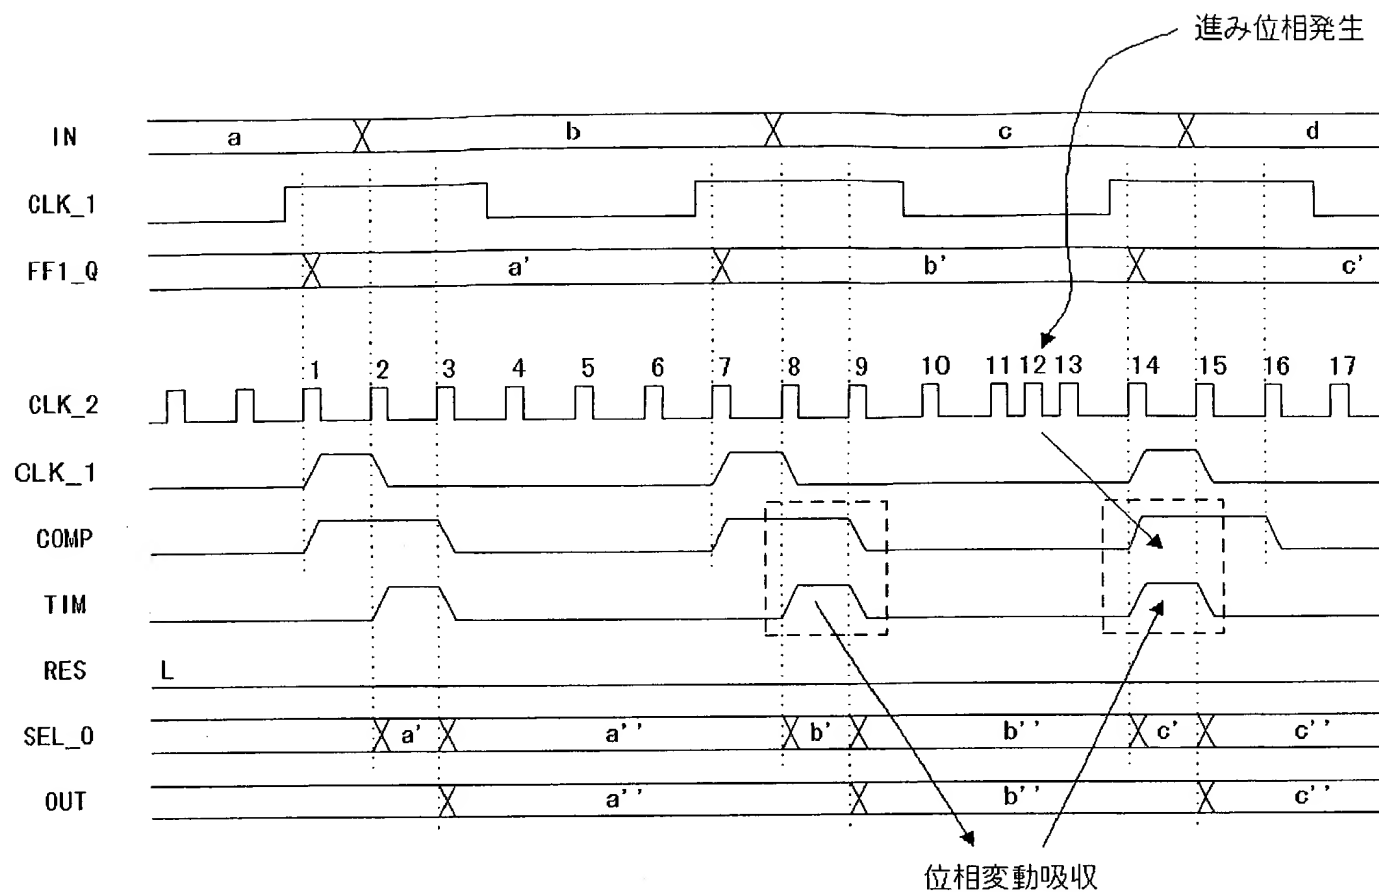 進み位相発生
IN a b c d
CLK_1
FF1_Q a' b' c'
1 2 3 4 5 6 7 8 9 10 11 12 13 14 15 16 17
CLK_2
CLK_1
COMP
TIM
RES L
SEL_O a' a'' b' b'' c' c''
OUT a'' b'' c''
位相変動吸収